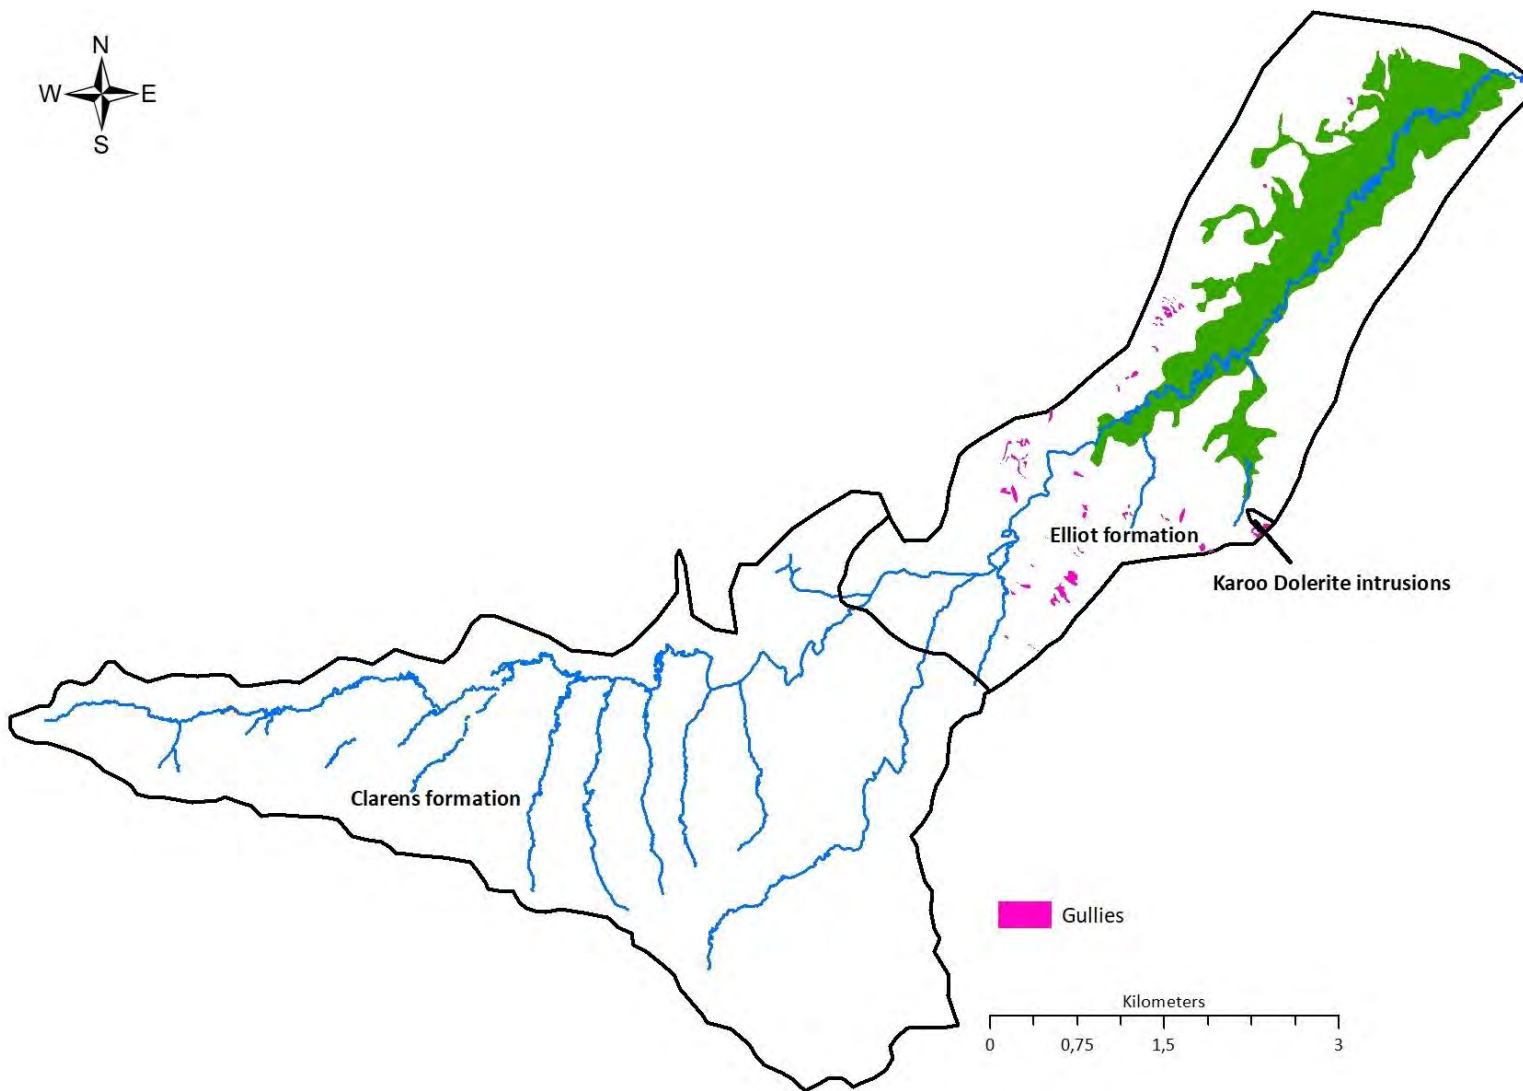 N
W E
S
Elliot formation
Karoo Dolerite intrusions
Clarens formation
Gullies
Kilometers
0 0,75 1,5 3